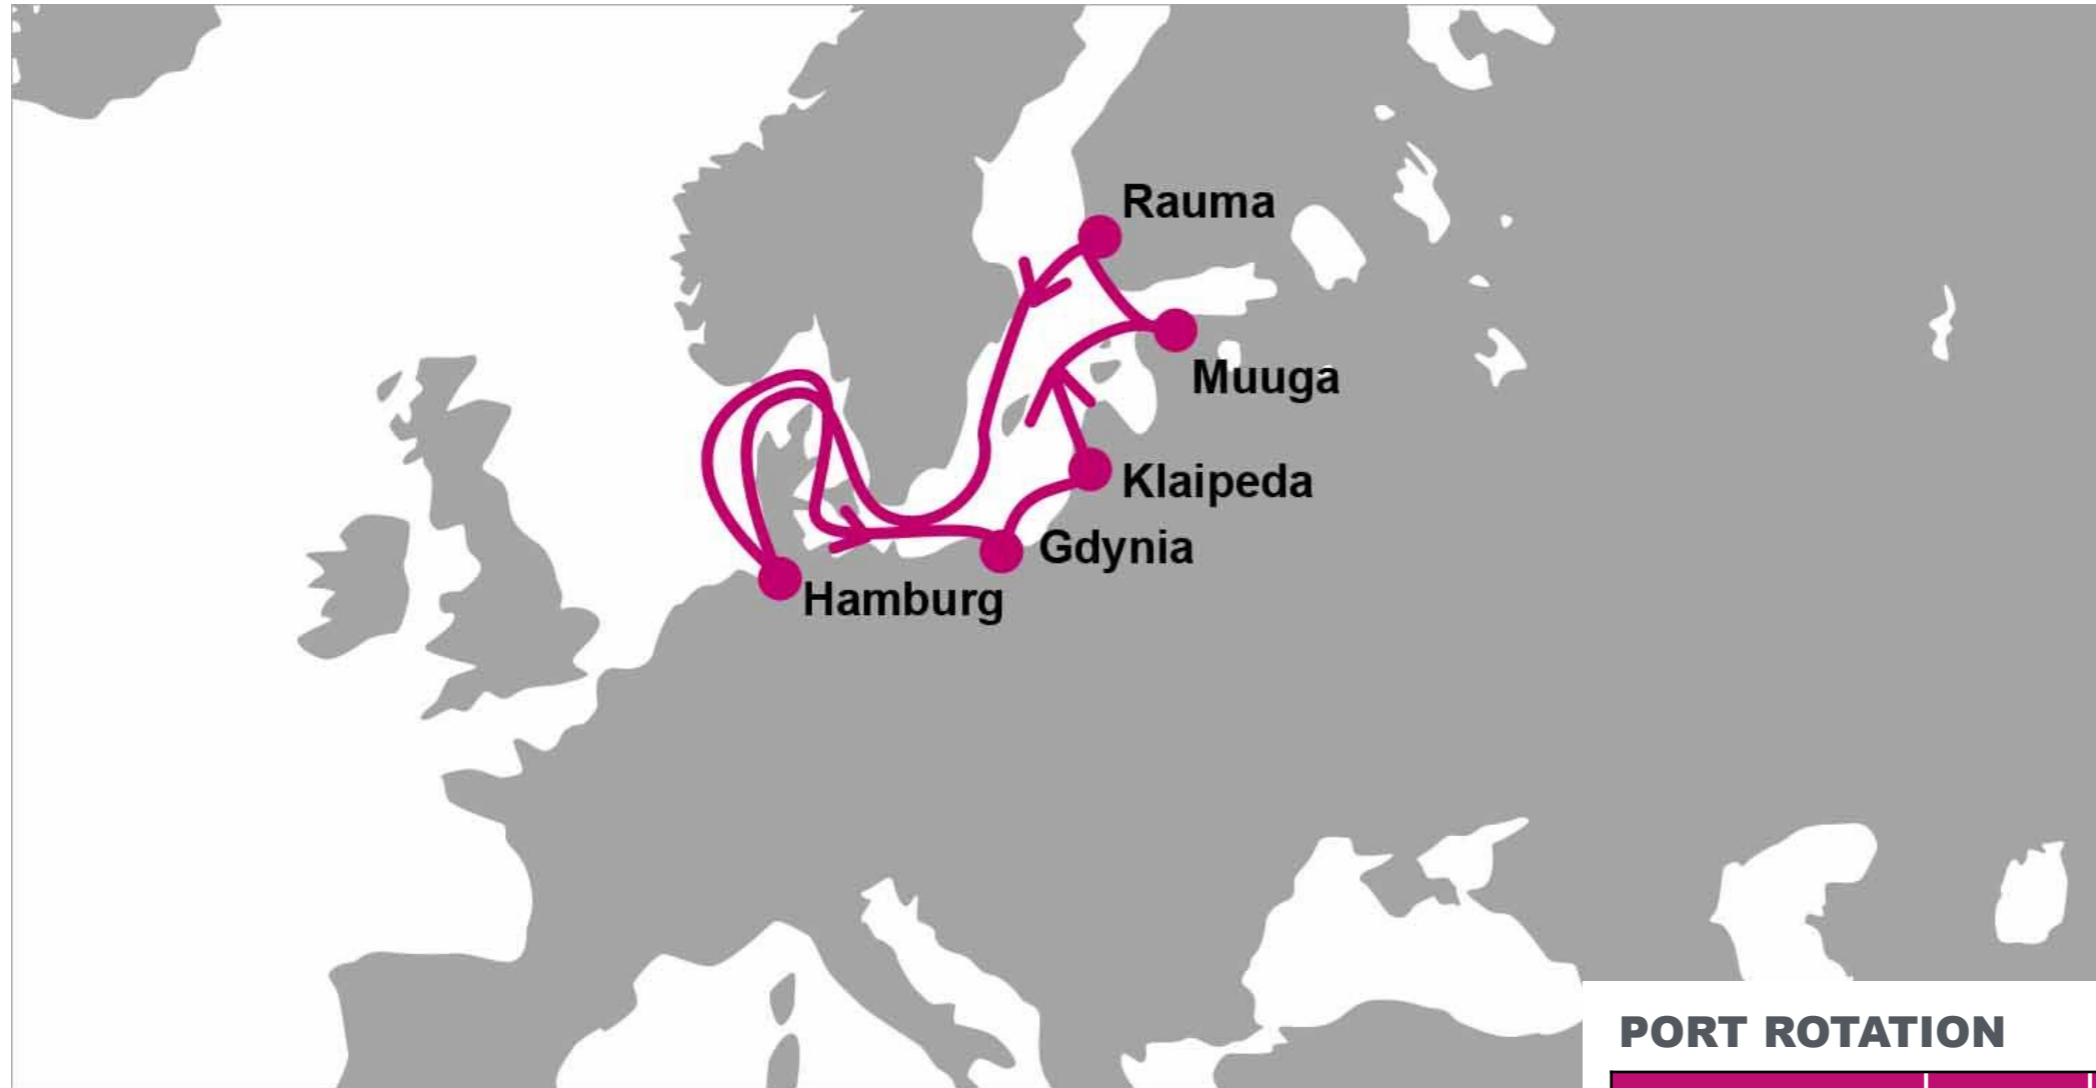 Rauma
Muuga
Klaipeda
Gdynia
Hamburg
PORT ROTATION